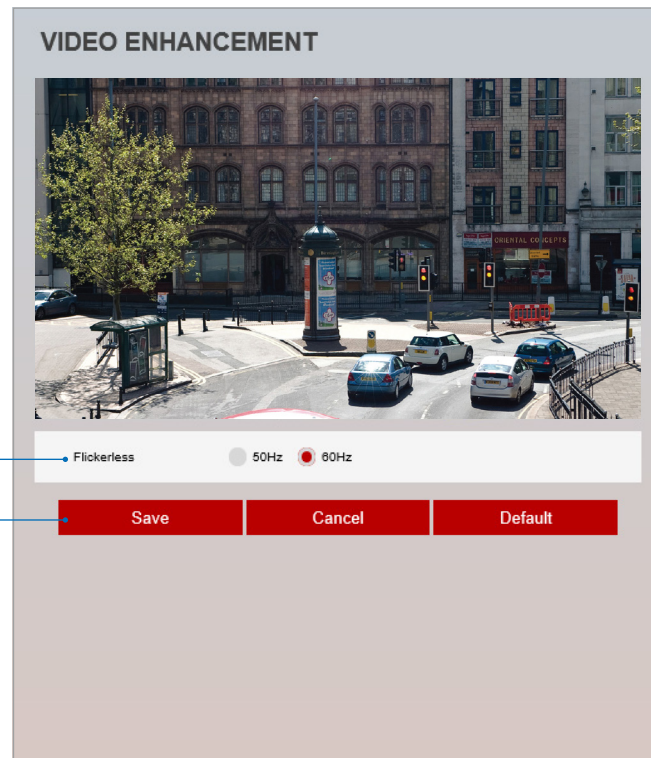 VIDEO ENHANCEMENT
ORIENTAL CONCEPTS
Flickerless 50Hz 60Hz
Save Cancel Default